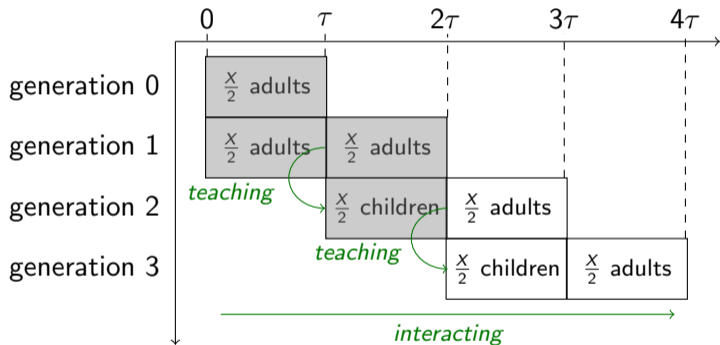 0 τ 2τ 3τ 4τ
generation 0 X/2 adults
generation 1 X/2 adults X/2 adults
teaching
generation 2 X/2 children X/2 adults
teaching
generation 3 X/2 children X/2 adults
interacting